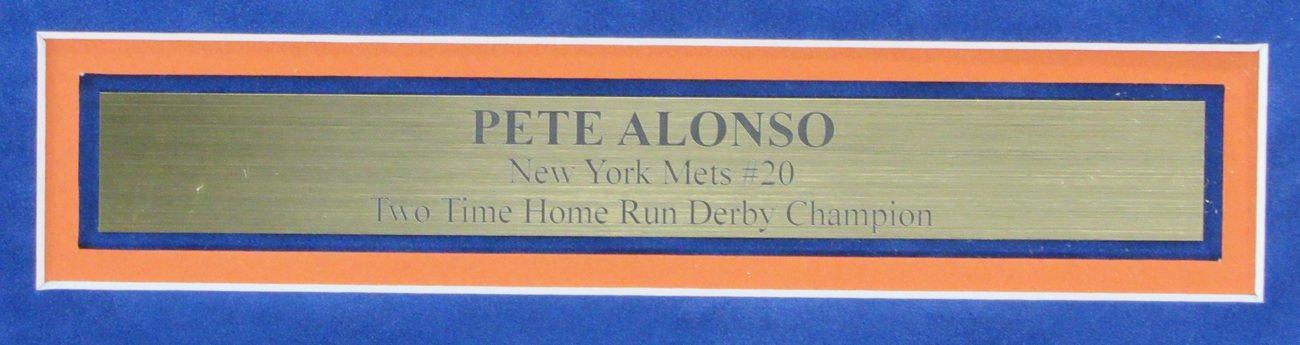 PETE ALONSO
New York Mets #20
Two Time Home Run Derby Champion